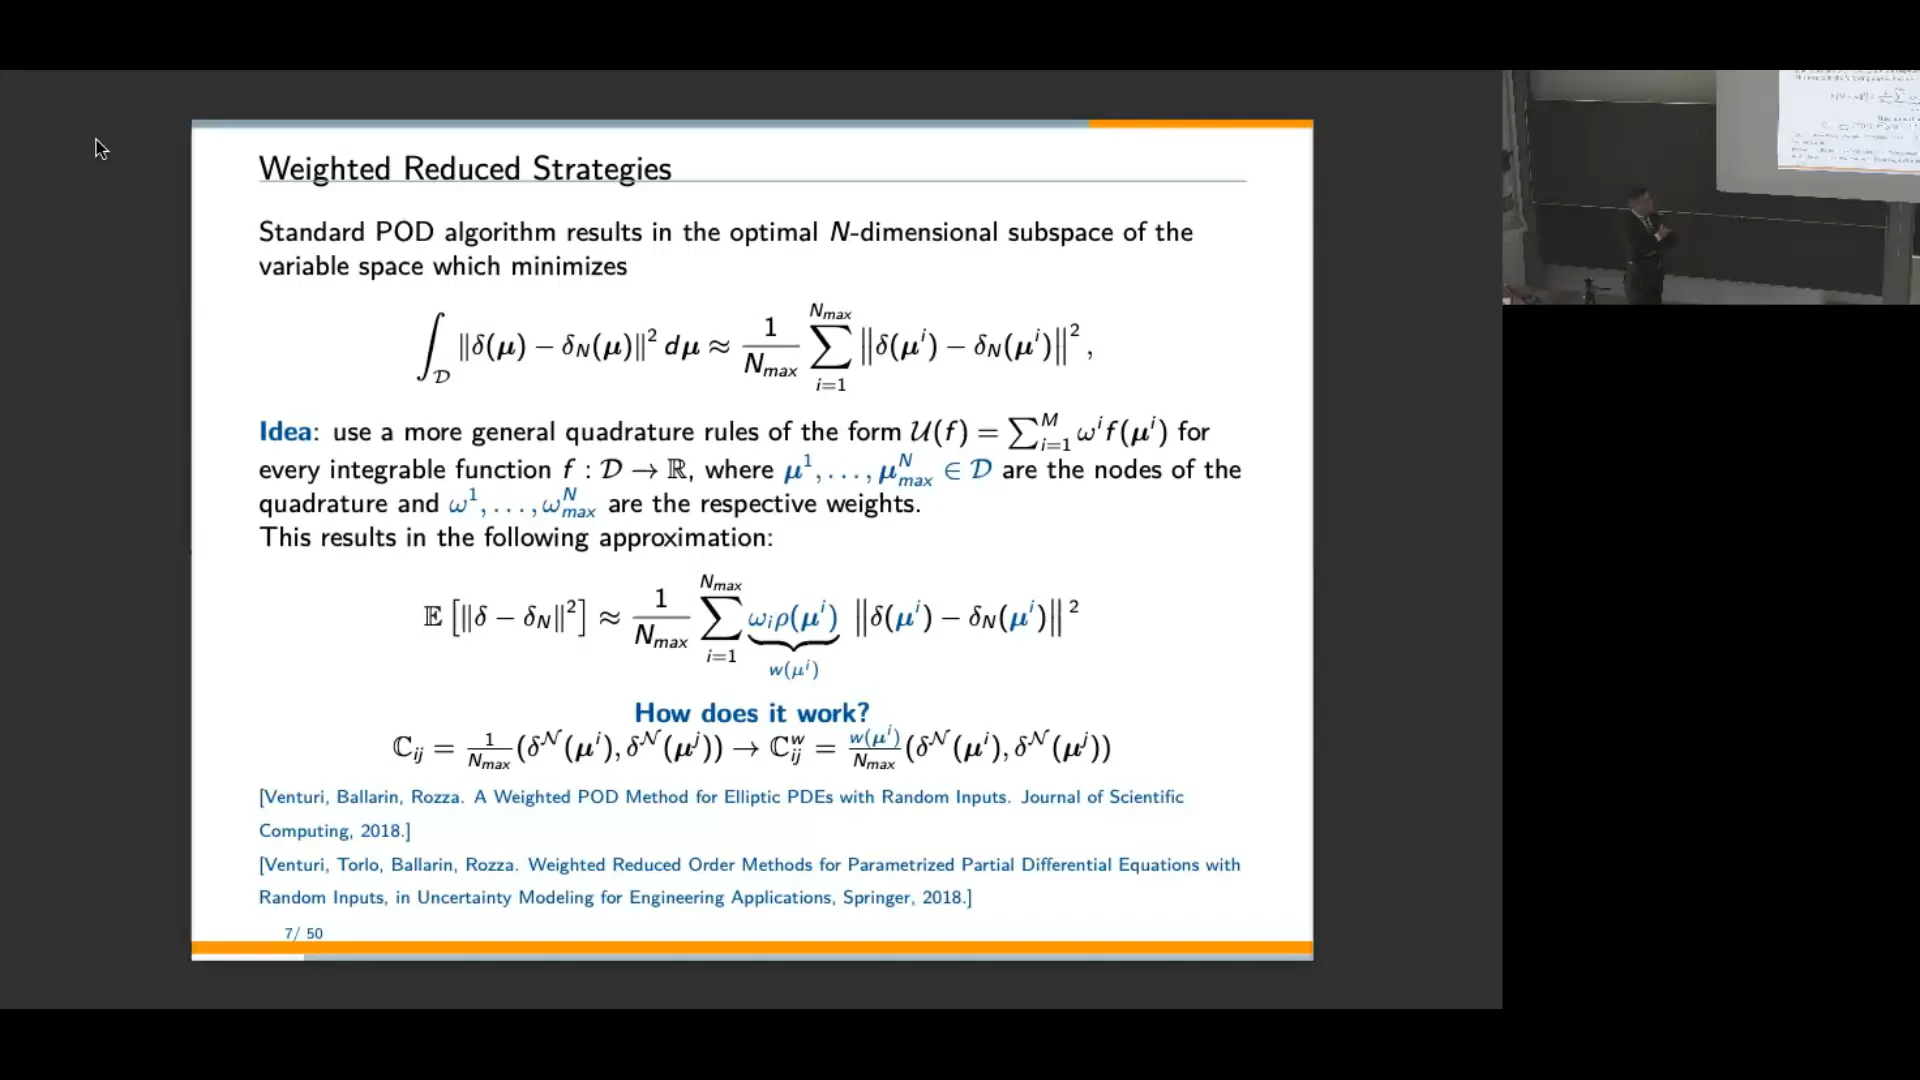 Weighted Reduced Strategies
Standard POD algorithm results in the optimal N-dimensional subspace of the
variable space which minimizes
∫_𝒟 ‖δ(μ) − δ_N(μ)‖² dμ ≈ 1/N_max ∑_{i=1}^{N_max} ‖δ(μ^i) − δ_N(μ^i)‖²,
Idea: use a more general quadrature rules of the form 𝒰(f) = ∑_{i=1}^M ω^i f(μ^i) for
every integrable function f : 𝒟 → ℝ, where μ^1, . . . , μ^N_max ∈ 𝒟 are the nodes of the
quadrature and ω^1, . . . , ω^N_max are the respective weights.
This results in the following approximation:
𝔼 [‖δ − δ_N‖²] ≈ 1/N_max ∑_{i=1}^{N_max} ω_i ρ(μ^i) ‖δ(μ^i) − δ_N(μ^i)‖²
w(μ^i)
How does it work?
ℂ_ij = 1/N_max (δ^𝒩(μ^i), δ^𝒩(μ^j)) → ℂ^w_ij = w(μ^i)/N_max (δ^𝒩(μ^i), δ^𝒩(μ^j))
[Venturi, Ballarin, Rozza. A Weighted POD Method for Elliptic PDEs with Random Inputs. Journal of Scientific
Computing, 2018.]
[Venturi, Torlo, Ballarin, Rozza. Weighted Reduced Order Methods for Parametrized Partial Differential Equations with
Random Inputs, in Uncertainty Modeling for Engineering Applications, Springer, 2018.]
7/ 50